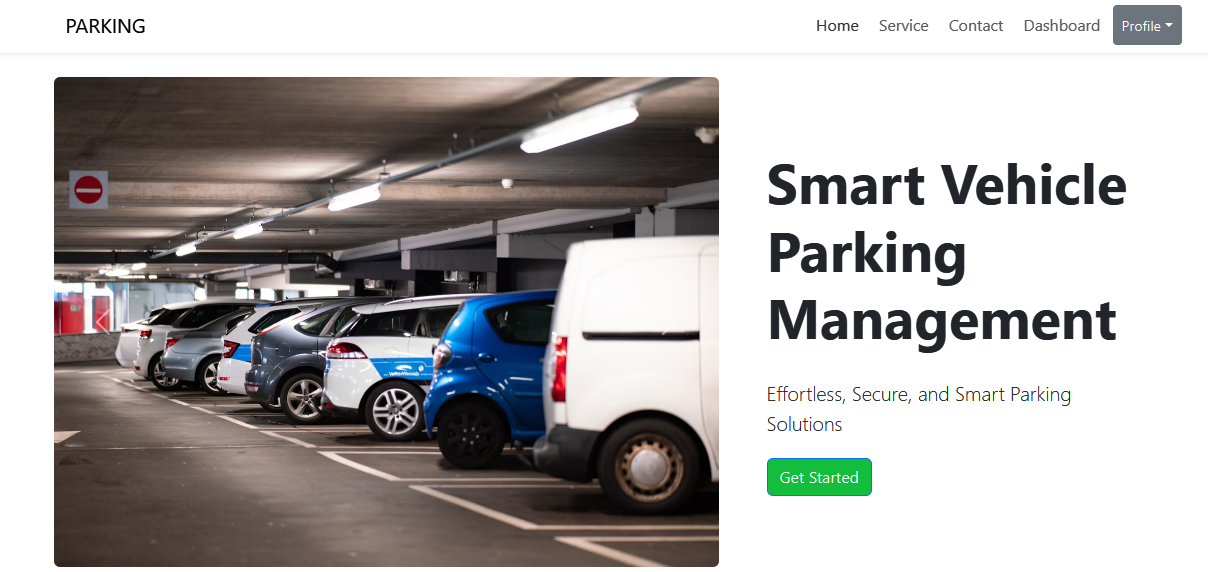 PARKING
Home Service Contact Dashboard Profile
Smart Vehicle
Parking
Management
Effortless, Secure, and Smart Parking
Solutions
Get Started